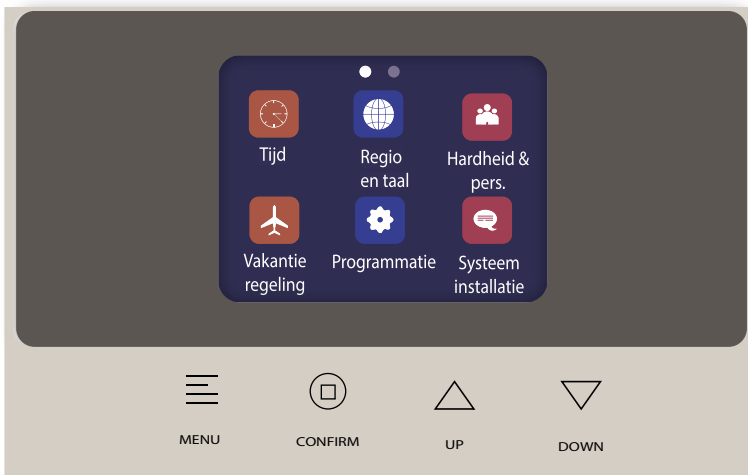 Tijd
Regio
en taal
Hardheid &
pers.
Vakantie
regeling
Programmatie
Systeem
installatie
MENU
CONFIRM
UP
DOWN